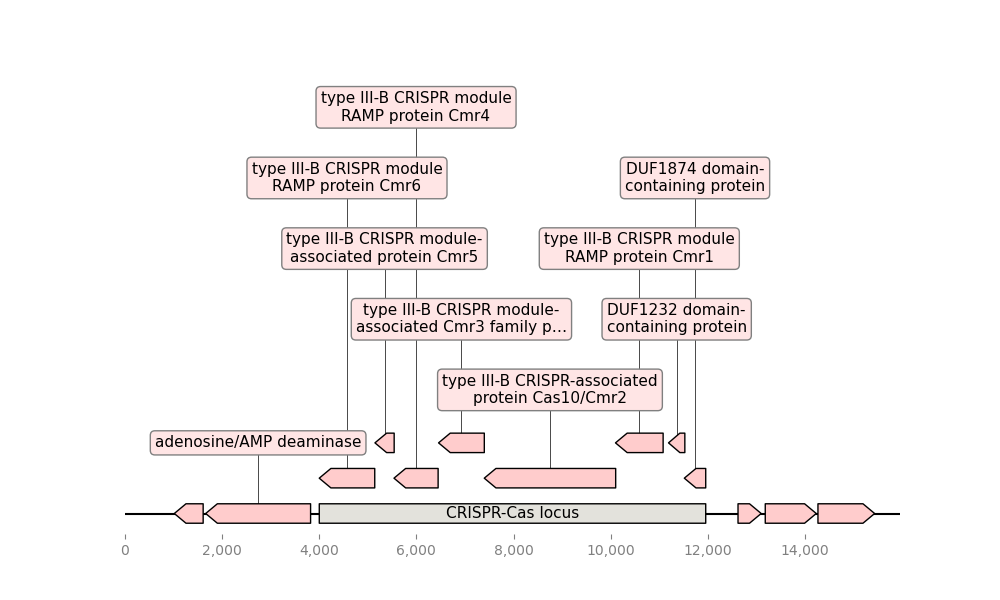 type III-B CRISPR module
RAMP protein Cmr4
type III-B CRISPR module
RAMP protein Cmr6
DUF1874 domain-
containing protein
type III-B CRISPR module-
associated protein Cmr5
type III-B CRISPR module
RAMP protein Cmr1
type III-B CRISPR module-
associated Cmr3 family p...
DUF1232 domain-
containing protein
type III-B CRISPR-associated
protein Cas10/Cmr2
adenosine/AMP deaminase
CRISPR-Cas locus
0 2,000 4,000 6,000 8,000 10,000 12,000 14,000